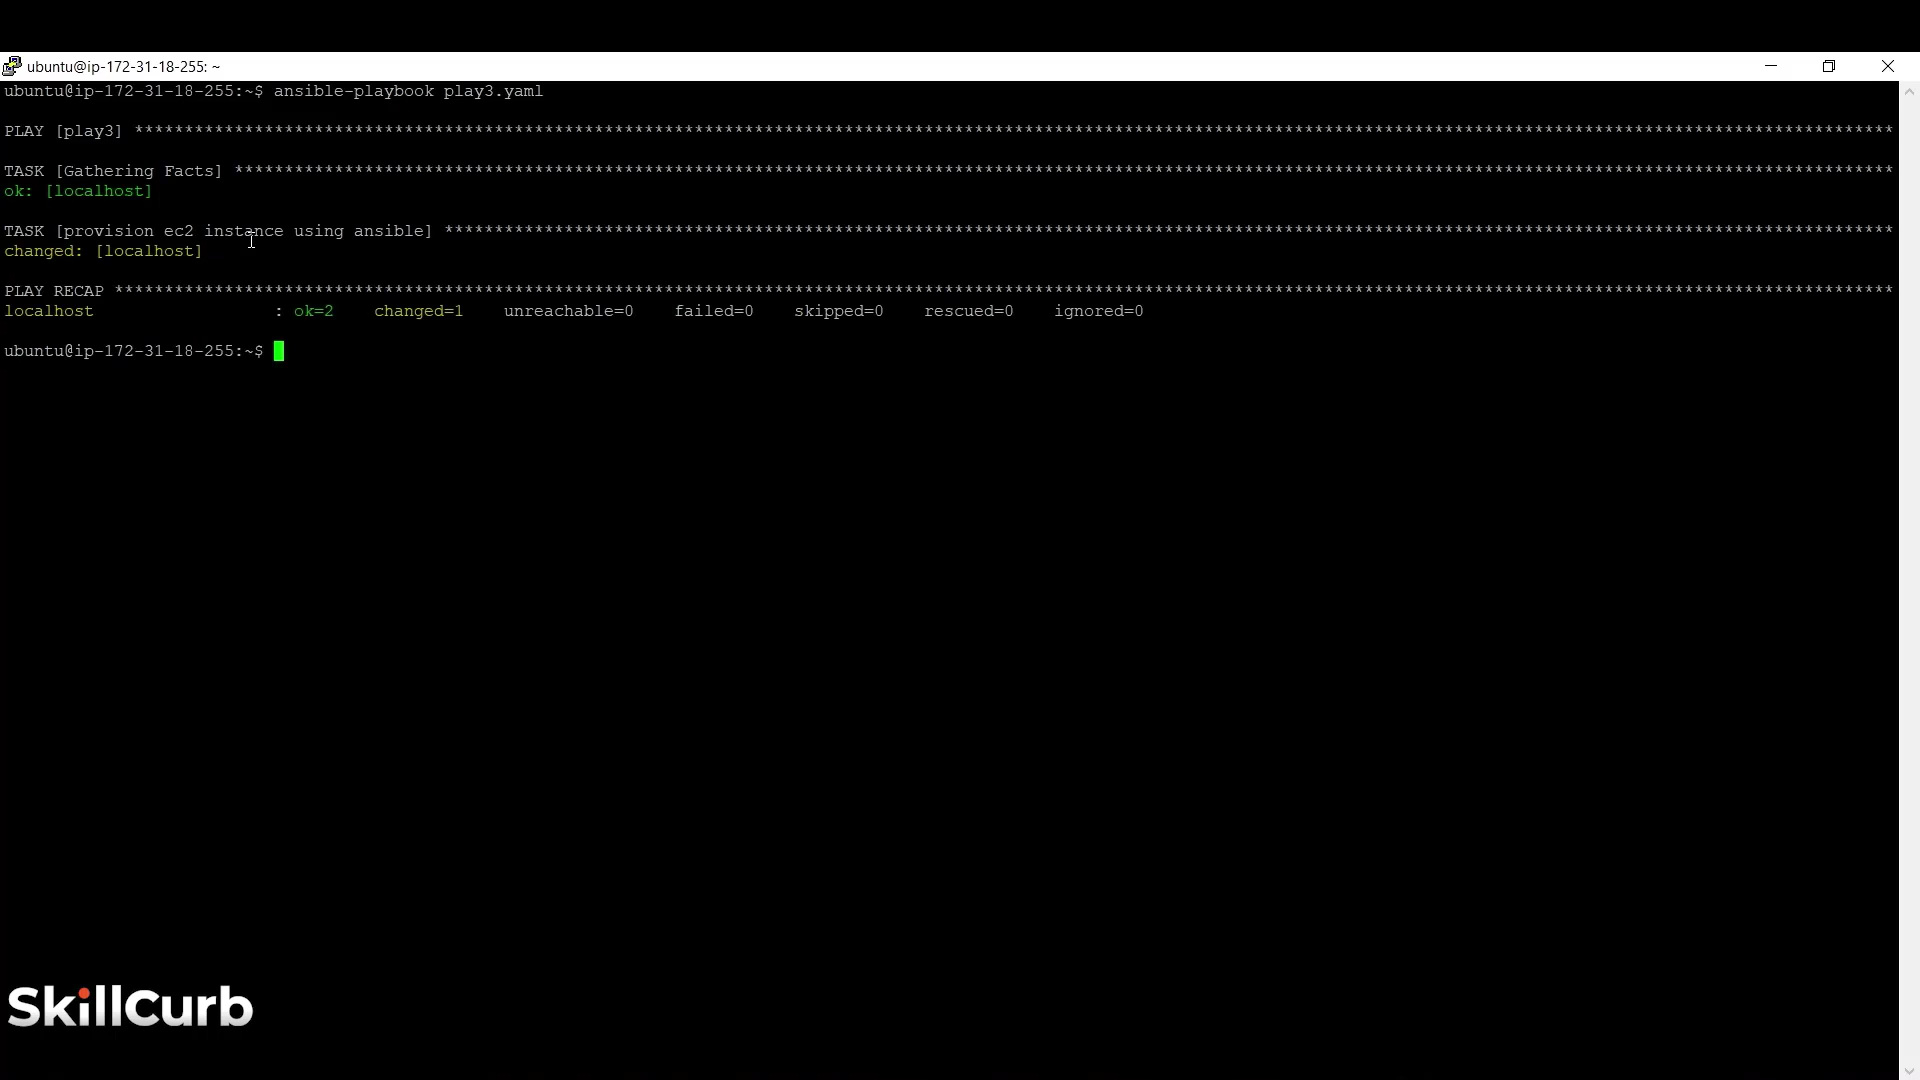 ubuntu@ip-172-31-18-255: ~
ubuntu@ip-172-31-18-255:~$ ansible-playbook play3.yaml
PLAY [play3] ********************************************************************************************************************************************************************************
TASK [Gathering Facts] **********************************************************************************************************************************************************************
ok: [localhost]
TASK [provision ec2 instance using ansible] *************************************************************************************************************************************************
changed: [localhost]
PLAY RECAP **********************************************************************************************************************************************************************************
localhost                  : ok=2    changed=1    unreachable=0    failed=0    skipped=0    rescued=0    ignored=0
ubuntu@ip-172-31-18-255:~$
SkillCurb